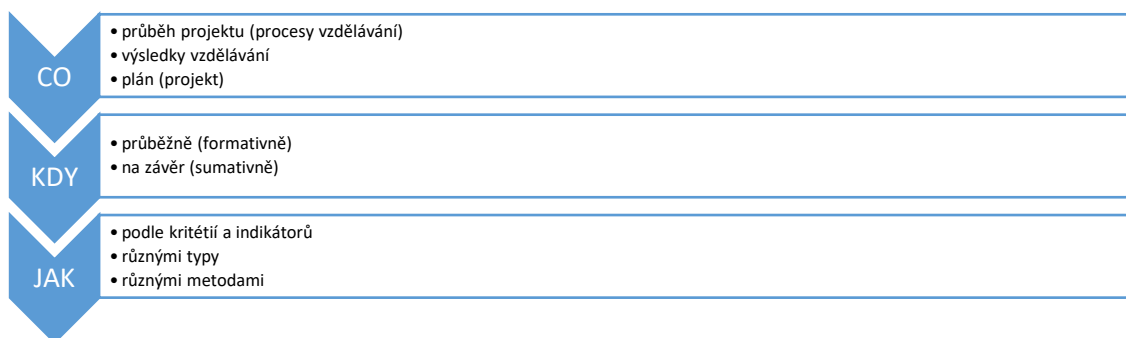 CO
• průběh projektu (procesy vzdělávání)
• výsledky vzdělávání
• plán (projekt)
KDY
• průběžně (formativně)
• na závěr (sumativně)
JAK
• podle kritétií a indikátorů
• různými typy
• různými metodami